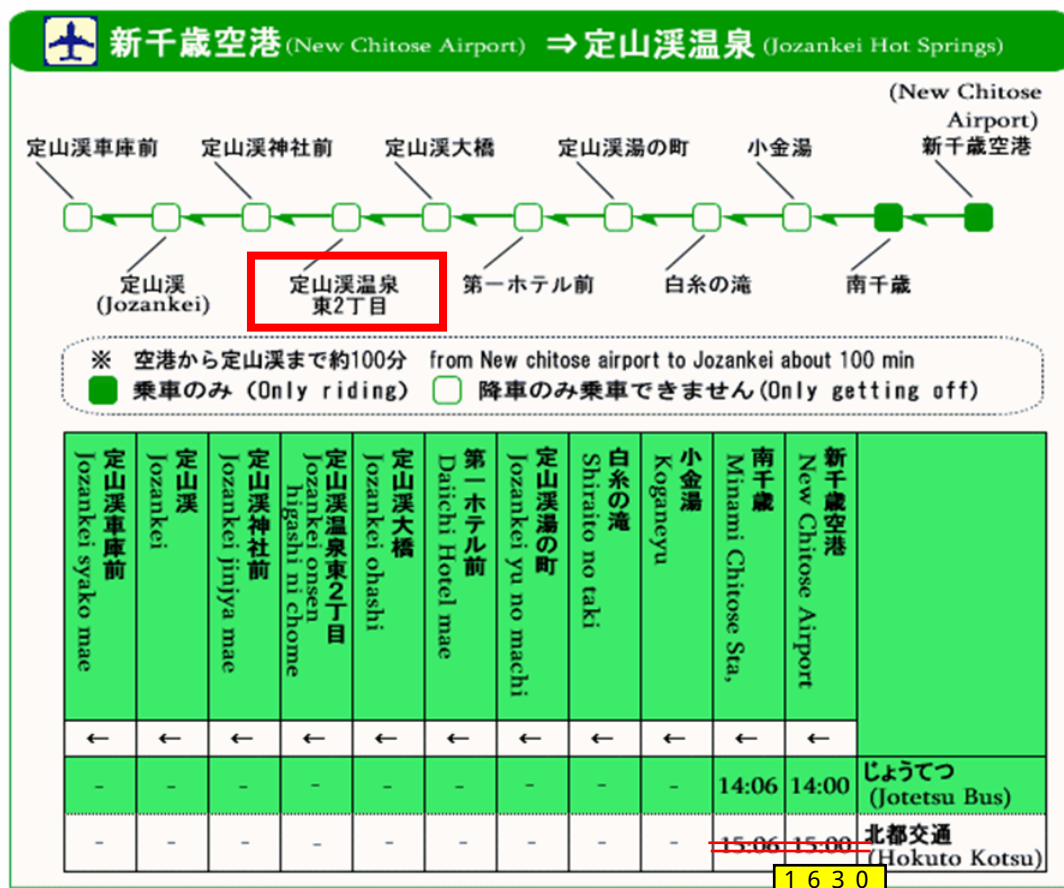 新千歳空港(New Chitose Airport) ⇒定山渓温泉(Jozankei Hot Springs)
(New Chitose
Airport)
定山渓車庫前 定山渓神社前 定山渓大橋 定山渓湯の町 小金湯 新千歳空港
定山渓 定山渓温泉 第一ホテル前 白糸の滝 南千歳
(Jozankei) 東2丁目
※ 空港から定山渓まで約100分 from New chitose airport to Jozankei about 100 min
乗車のみ (Only riding) 降車のみ乗車できません(Only getting off)
定山渓車庫前
Jozankei syako mae
定山渓
Jozankei
定山渓神社前
Jozankei jinjya mae
定山渓温泉東2丁目
Jozankei onsen
higashi ni chome
定山渓大橋
Jozankei ohashi
第一ホテル前
Daiichi Hotel mae
定山渓湯の町
Jozankei yu no machi
白糸の滝
Shiraito no taki
小金湯
Koganeyu
南千歳
Minami Chitose Sta,
新千歳空港
New Chitose Airport
← ← ← ← ← ← ← ← ← ← ←
- - - - - - - - - 14:06 14:00 じょうてつ
(Jotetsu Bus)
- - - - - - - - - 15:06 15:00 北都交通
(Hokuto Kotsu)
1630